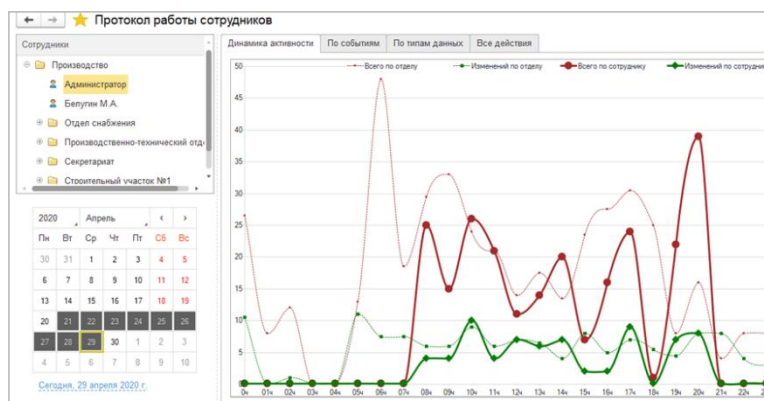 Протокол работы сотрудников
Сотрудники
Производство
Администратор
Белугин М.А.
Отдел снабжения
Производственно-технический отд
Секретариат
Строительный участок №1
2020 Апрель
Пн Вт Ср Чт Пт Сб Вс
30 31 1 2 3 4 5
6 7 8 9 10 11 12
13 14 15 16 17 18 19
20 21 22 23 24 25 26
27 28 29 30 1 2 3
4 5 6 7 8 9 10
Сегодня, 29 апреля 2020 г.
Динамика активности По событиям По типам данных Все действия
Всего по отделу Изменений по отделу Всего по сотруднику Изменений по сотрудни
50
45
40
35
30
25
20
15
10
5
0
0ч 01ч 02ч 03ч 04ч 05ч 06ч 07ч 08ч 09ч 10ч 11ч 12ч 13ч 14ч 15ч 16ч 17ч 18ч 19ч 20ч 21ч 22ч